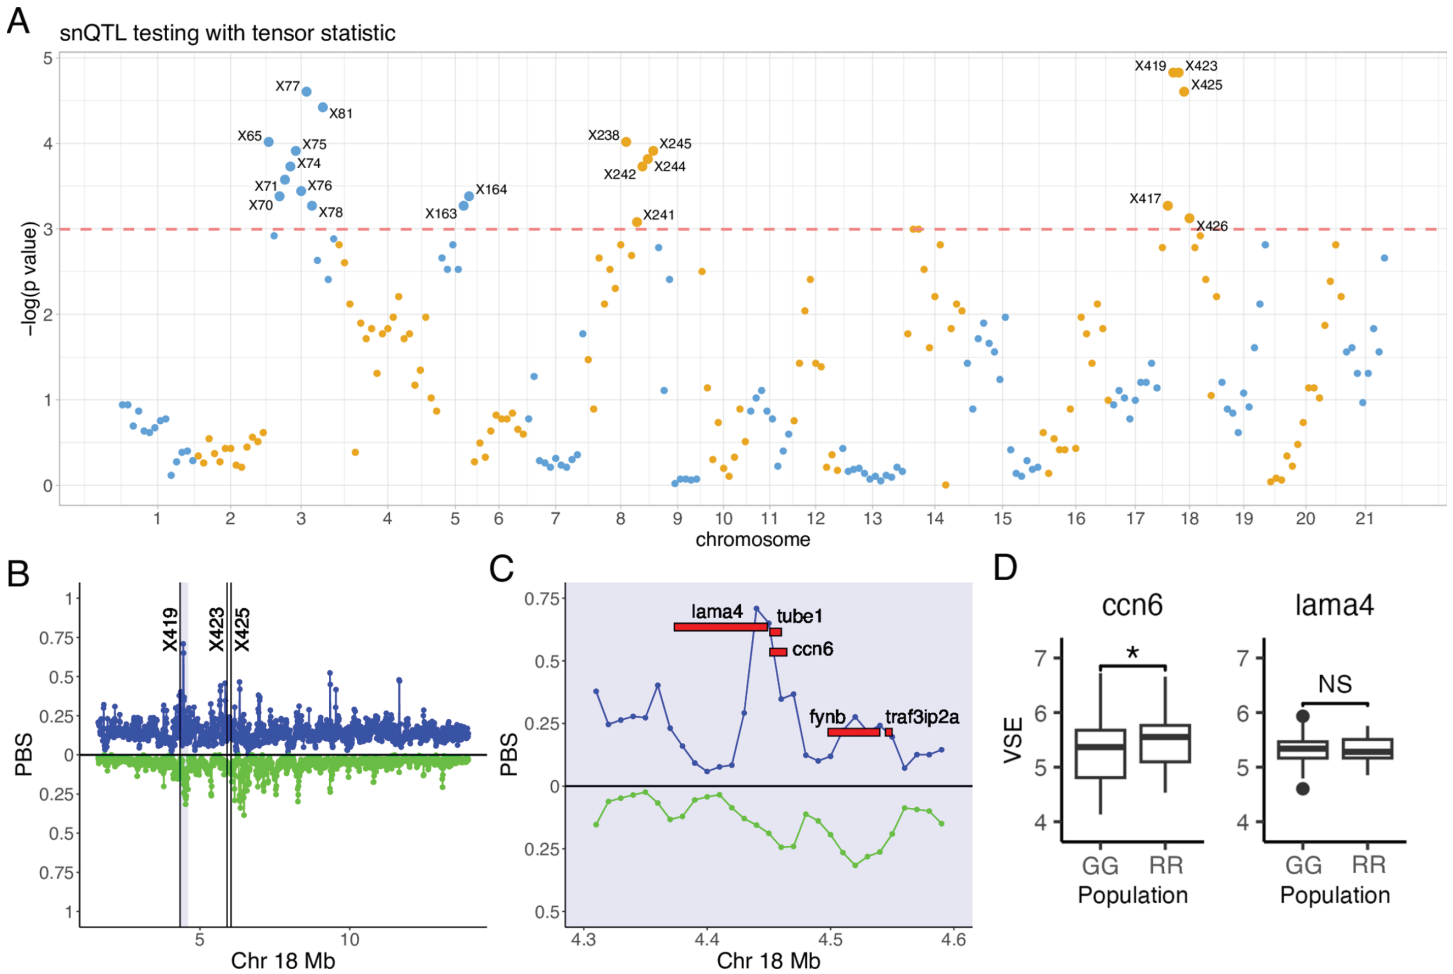 A
snQTL testing with tensor statistic
−log(p value)
5
4
3
2
1
0
X77
X81
X65
X75
X74
X71
X76
X70
X78
X164
X163
X238
X245
X244
X242
X241
X419
X423
X425
X417
X426
1 2 3 4 5 6 7 8 9 10 11 12 13 14 15 16 17 18 19 20 21
chromosome
B
PBS
1
0.75
0.5
0.25
0
0.25
0.5
0.75
1
X419
X423
X425
5 10
Chr 18 Mb
C
PBS
0.75
0.5
0.25
0
0.25
0.5
lama4
tube1
ccn6
fynb
traf3ip2a
4.3 4.4 4.5 4.6
Chr 18 Mb
D
ccn6
VSE
7
6
5
4
*
GG RR
Population
lama4
7
6
5
4
NS
GG RR
Population